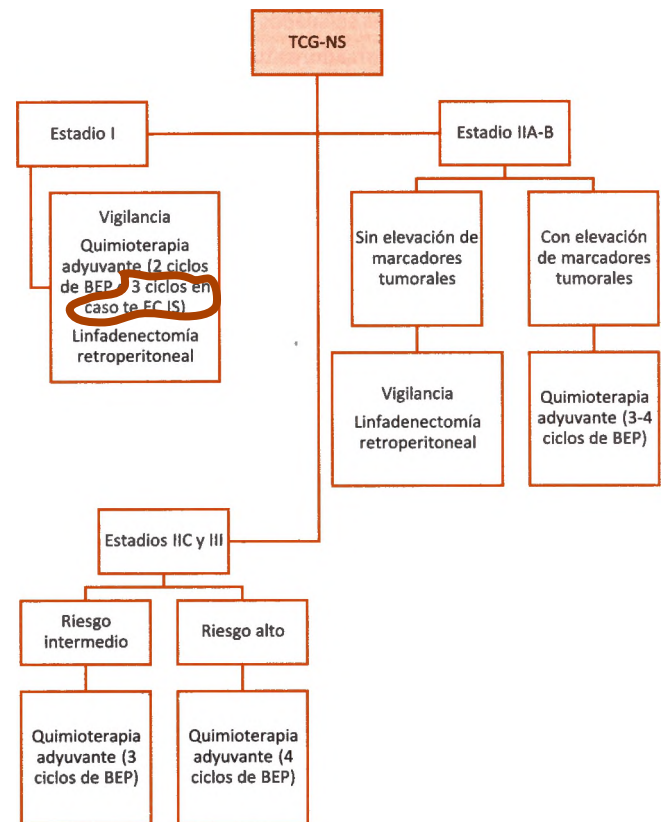 TCG-NS
Estadio I
Estadio IIA-B
Vigilancia
Quimioterapia
adyuvante (2 ciclos
de BEP 3 ciclos en
caso te EC IS)
Linfadenectomía
retroperitoneal
Sin elevación de
marcadores
tumorales
Con elevación
de marcadores
tumorales
Vigilancia
Linfadenectomía
retroperitoneal
Quimioterapia
adyuvante (3-4
ciclos de BEP)
Estadios IIC y III
Riesgo
intermedio
Riesgo alto
Quimioterapia
adyuvante (3
ciclos de BEP)
Quimioterapia
adyuvante (4
ciclos de BEP)